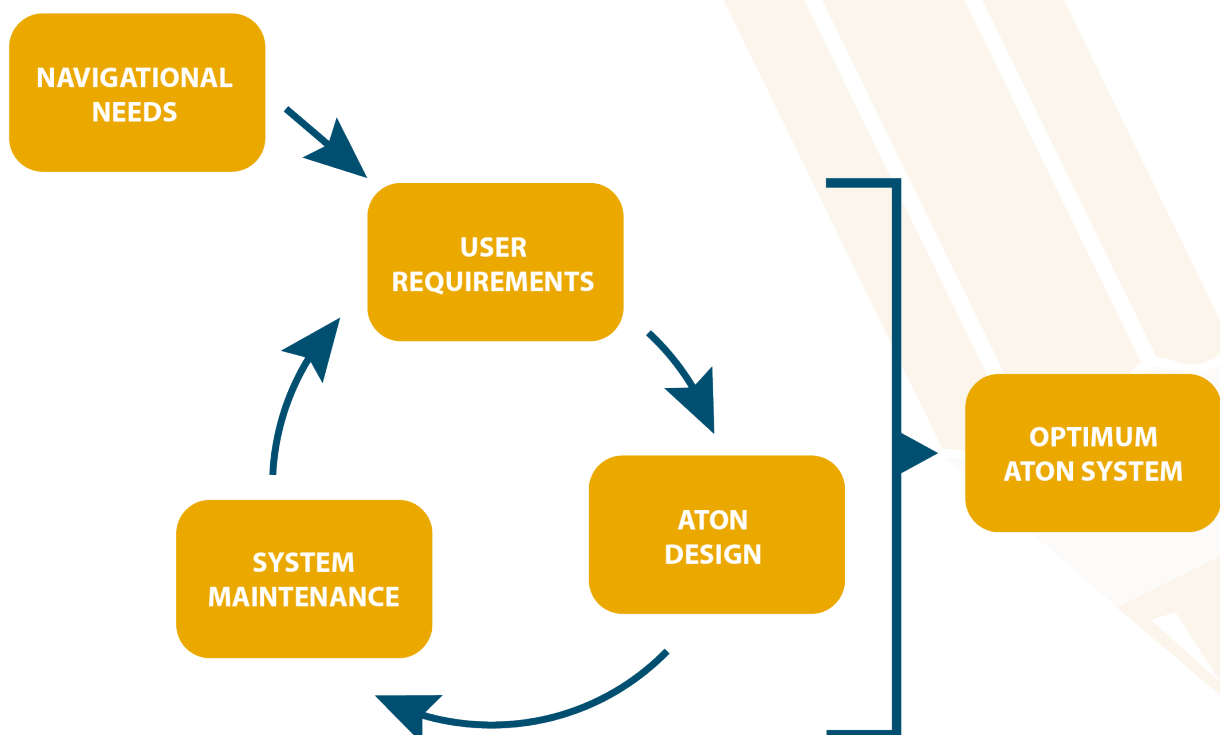 NAVIGATIONAL
NEEDS
USER
REQUIREMENTS
OPTIMUM
ATON SYSTEM
ATON
DESIGN
SYSTEM
MAINTENANCE